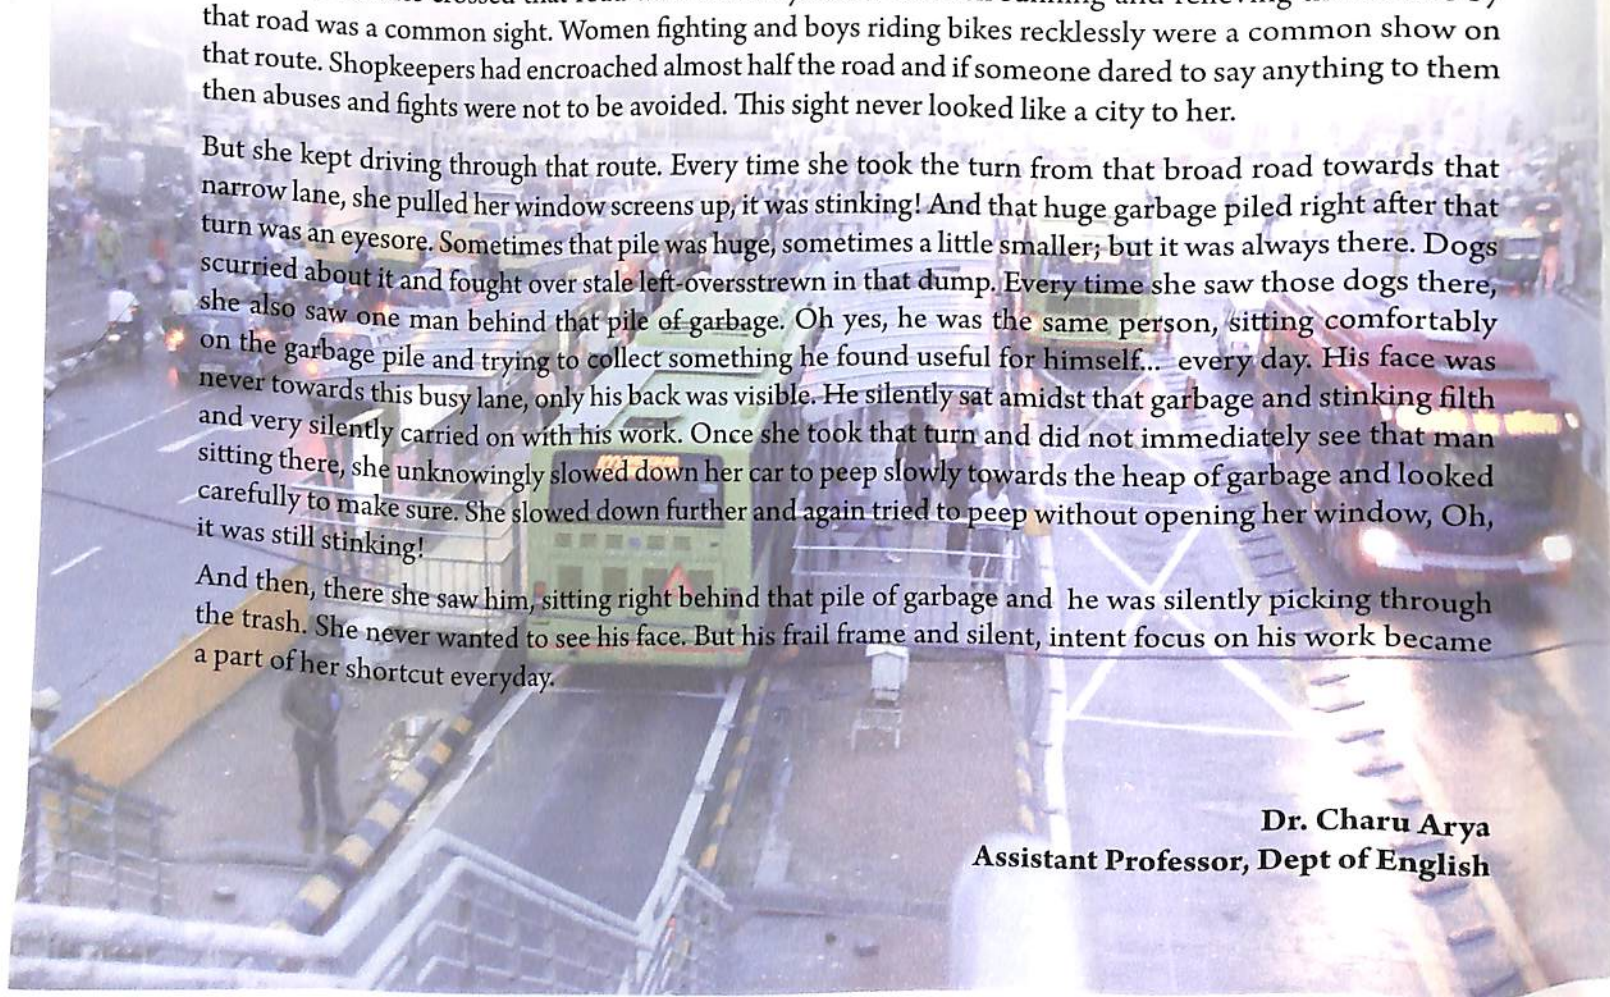 that road was a common sight. Women fighting and boys riding bikes recklessly were a common show on
that route. Shopkeepers had encroached almost half the road and if someone dared to say anything to them
then abuses and fights were not to be avoided. This sight never looked like a city to her.
But she kept driving through that route. Every time she took the turn from that broad road towards that
narrow lane, she pulled her window screens up, it was stinking! And that huge garbage piled right after that
turn was an eyesore. Sometimes that pile was huge, sometimes a little smaller; but it was always there. Dogs
scurried about it and fought over stale left-oversstrewn in that dump. Every time she saw those dogs there,
she also saw one man behind that pile of garbage. Oh yes, he was the same person, sitting comfortably
on the garbage pile and trying to collect something he found useful for himself... every day. His face was
never towards this busy lane, only his back was visible. He silently sat amidst that garbage and stinking filth
and very silently carried on with his work. Once she took that turn and did not immediately see that man
sitting there, she unknowingly slowed down her car to peep slowly towards the heap of garbage and looked
carefully to make sure. She slowed down further and again tried to peep without opening her window, Oh,
it was still stinking!
And then, there she saw him, sitting right behind that pile of garbage and he was silently picking through
the trash. She never wanted to see his face. But his frail frame and silent, intent focus on his work became
a part of her shortcut everyday.
Dr. Charu Arya
Assistant Professor, Dept of English